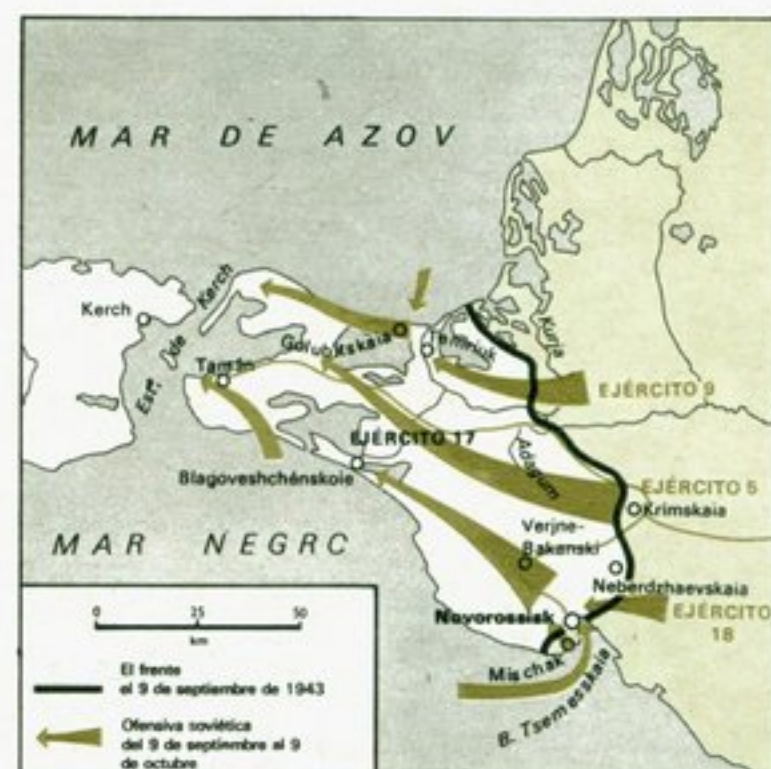 MAR DE AZOV
Kerch
Estr. de Kerch
Golubitskaia
Temriuk
Kurja
Tamán
EJÉRCITO 9
EJÉRCITO 17
Adagum
EJÉRCITO 5
Blagoveshchénskoie
Krimskaia
MAR NEGRC
Verjne-
Bakanski
Neberdzhaevskaia
Novorossisk
EJÉRCITO
18
Mischak
B. Tsemesskaia
0 25 50
km
El frente
el 9 de septiembre de 1943
Ofensiva soviética
del 9 de septiembre al 9
de octubre